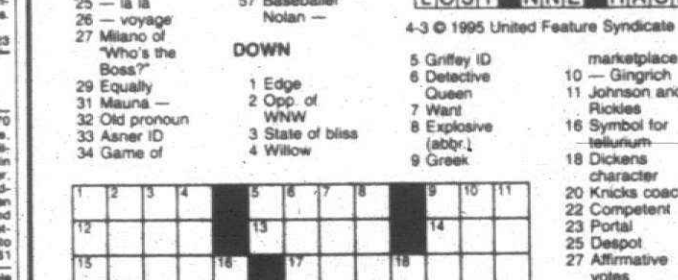 25 — la la
26 — voyage
27 Milano of
"Who's the
Boss?"
29 Equally
31 Mauna —
32 Old pronoun
33 Asner ID
34 Game of
57 Baseballer
Nolan —
DOWN
1 Edge
2 Opp. of
WNW
3 State of bliss
4 Willow
4-3 © 1995 United Feature Syndicate
5 Griffey ID
6 Detective
Queen
7 Want
8 Explosive
(abbr.)
9 Greek
marketplace
10 — Gingrich
11 Johnson and
Rickles
16 Symbol for
tellurium
18 Dickens
character
20 Knicks coach
22 Competent
23 Portal
25 Despot
27 Affirmative
votes
1 2 3 4 5 6 7 8 9 10 11
12 13 14
15 16 17 18